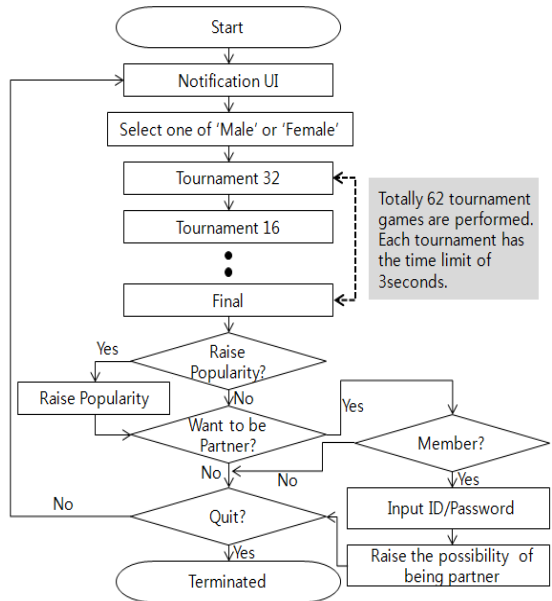 Start
Notification UI
Select one of 'Male' or 'Female'
Tournament 32
Totally 62 tournament
games are performed.
Each tournament has
the time limit of
3seconds.
Tournament 16
Final
Raise
Popularity?
Yes
Raise Popularity
No
Want to be
Partner?
Yes
Member?
No
No
Yes
Input ID/Password
No
Quit?
Raise the possibility of
being partner
Yes
Terminated